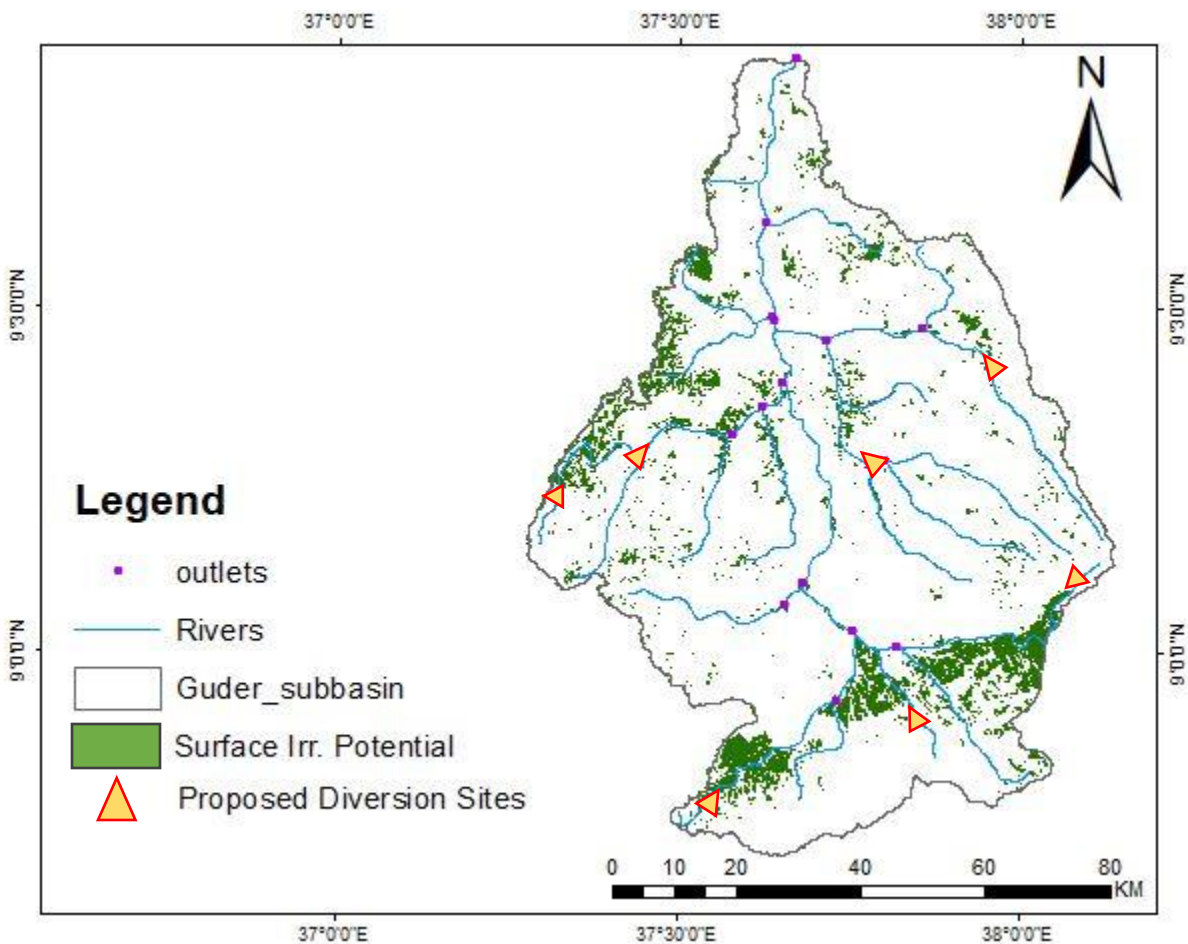 37°0'0"E
37°30'0"E
38°0'0"E
N
9°30'0"N
9°30'0"N
Legend
outlets
Rivers
Guder_subbasin
Surface Irr. Potential
Proposed Diversion Sites
9°0'0"N
9°0'0"N
0 10 20 40 60 80
KM
37°0'0"E
37°30'0"E
38°0'0"E